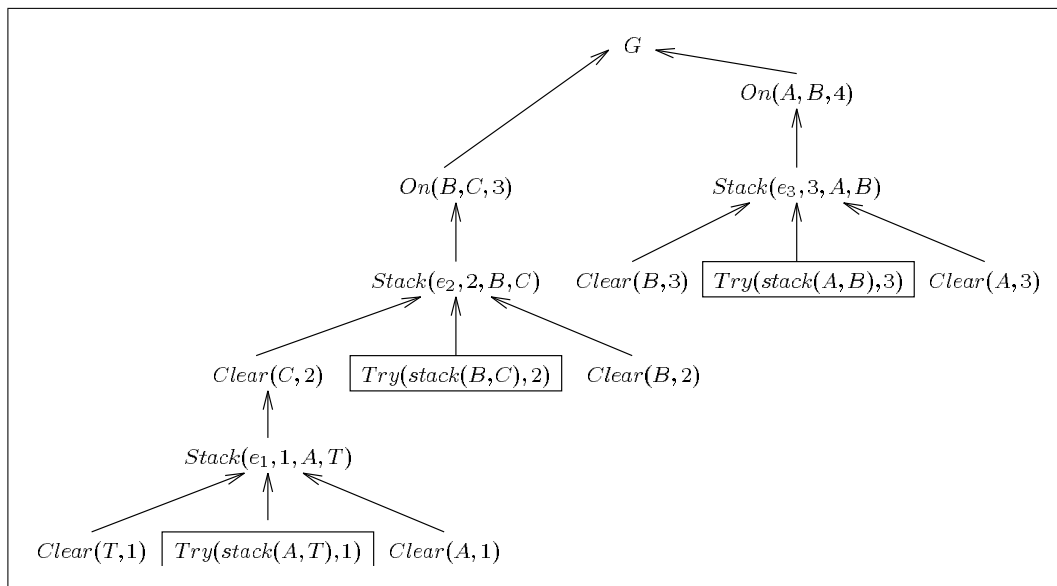 G
On(A,B,4)
On(B,C,3)
Stack(e₃,3,A,B)
Stack(e₂,2,B,C)
Clear(B,3)
Try(stack(A,B),3)
Clear(A,3)
Clear(C,2)
Try(stack(B,C),2)
Clear(B,2)
Stack(e₁,1,A,T)
Clear(T,1)
Try(stack(A,T),1)
Clear(A,1)